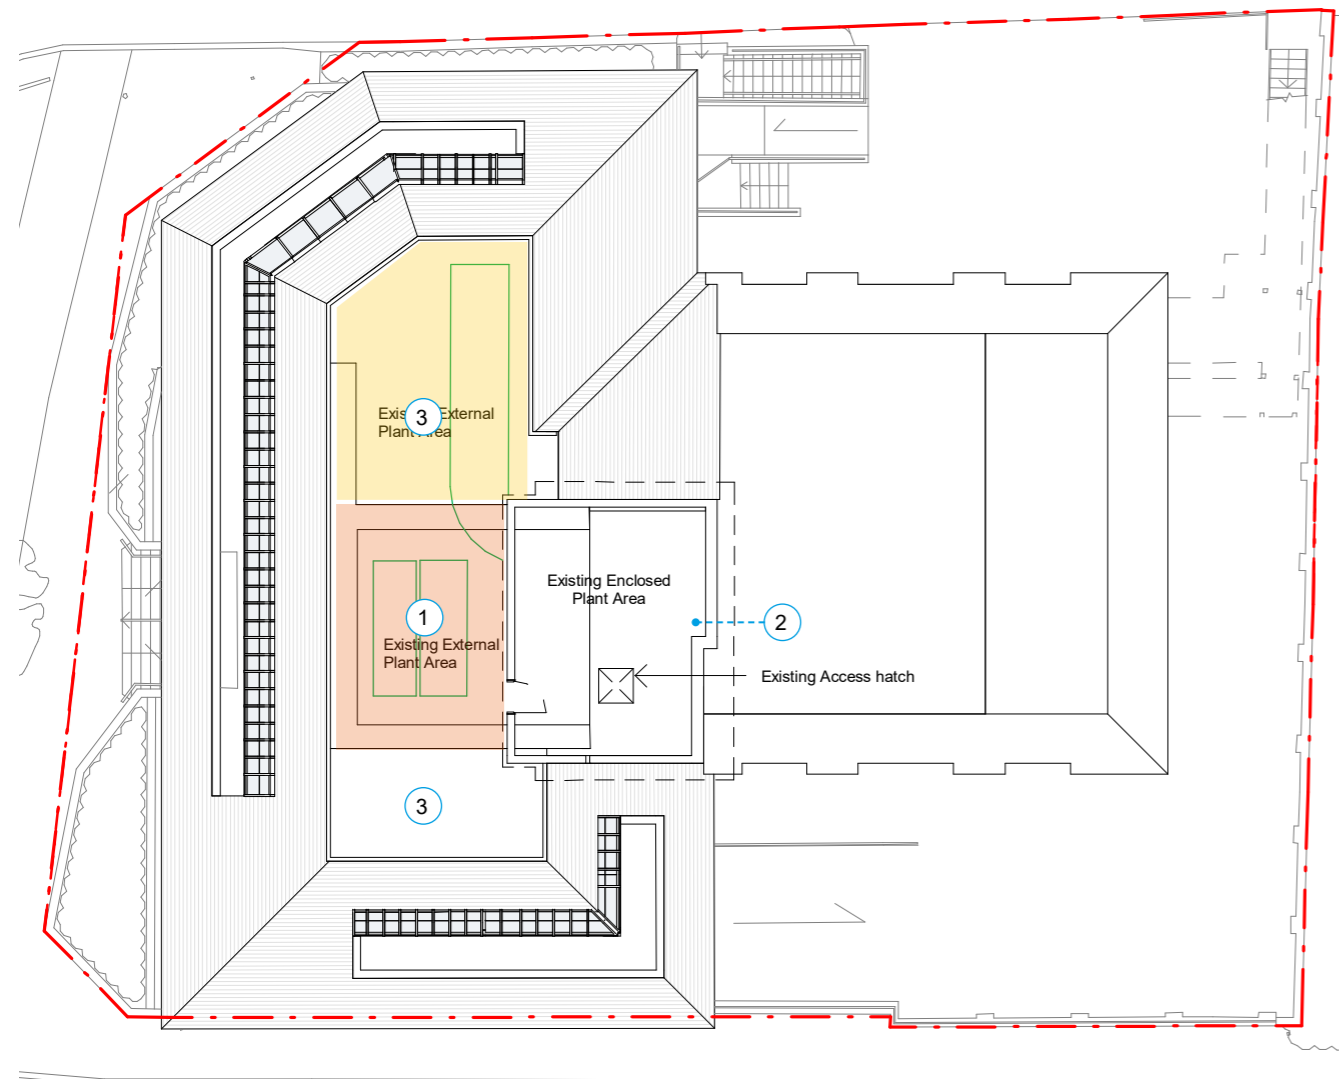 Existing External
Plant Area
3
1
Existing External
Plant Area
Existing Enclosed
Plant Area
2
Existing Access hatch
3